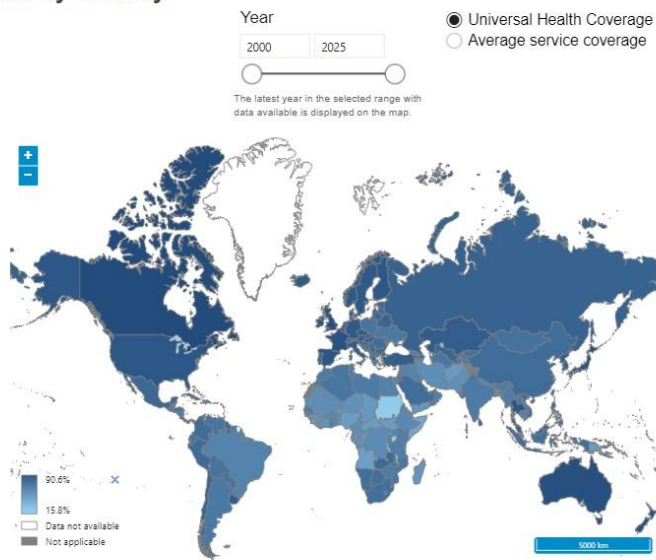 Year
2000 2025
The latest year in the selected range with
data available is displayed on the map.
Universal Health Coverage
Average service coverage
+
−
90.6%
15.8%
Data not available
Not applicable
5000 km